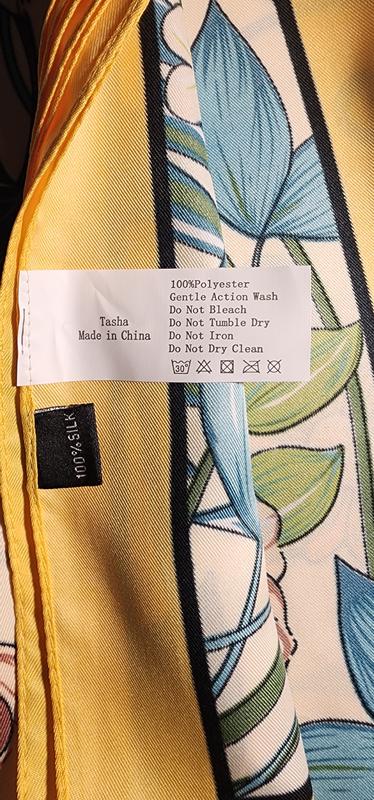 Tasha
Made in China
100%Polyester
Gentle Action Wash
Do Not Bleach
Do Not Tumble Dry
Do Not Iron
Do Not Dry Clean
30°
100%SILK